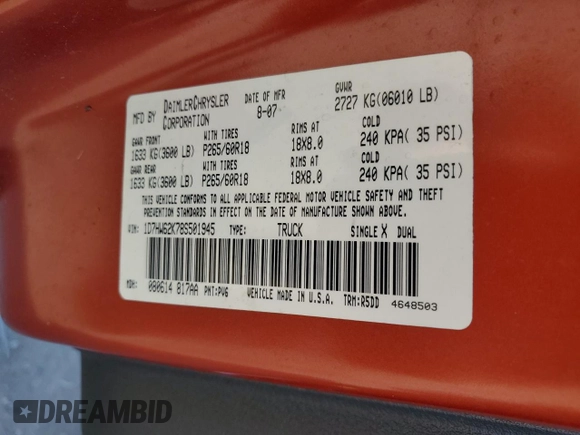 MFD BY DAIMLERCHRYSLER CORPORATION
DATE OF MFR 8-07
GVWR 2727 KG(06010 LB)
GAWR FRONT WITH TIRES RIMS AT COLD
1633 KG(3600 LB) P265/60R18 18X8.0 240 KPA( 35 PSI)
GAWR REAR WITH TIRES RIMS AT COLD
1633 KG(3600 LB) P265/60R18 18X8.0 240 KPA( 35 PSI)
THIS VEHICLE CONFORMS TO ALL APPLICABLE FEDERAL MOTOR VEHICLE SAFETY AND THEFT
PREVENTION STANDARDS IN EFFECT ON THE DATE OF MANUFACTURE SHOWN ABOVE.
VIN: 1D7HW62K78S501945 TYPE: TRUCK SINGLE X DUAL
MDH: 080614 817AA PNT:PV6 VEHICLE MADE IN U.S.A. TRM:R5DD 4648503
DREAMBID